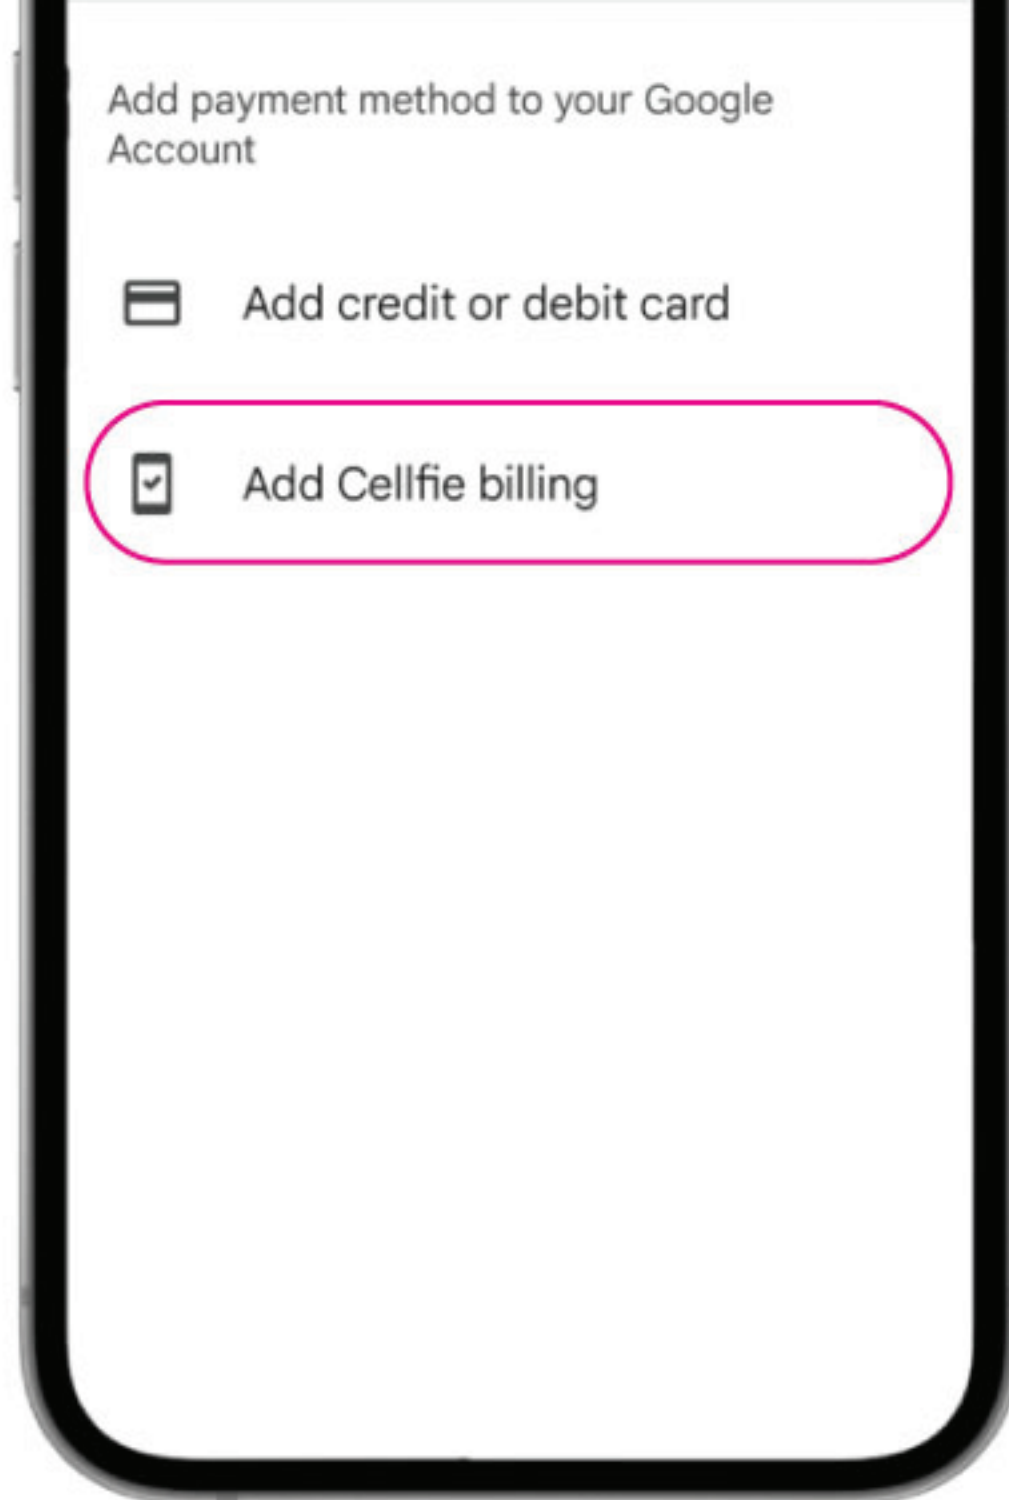 Add payment method to your Google
Account
Add credit or debit card
Add Cellfie billing